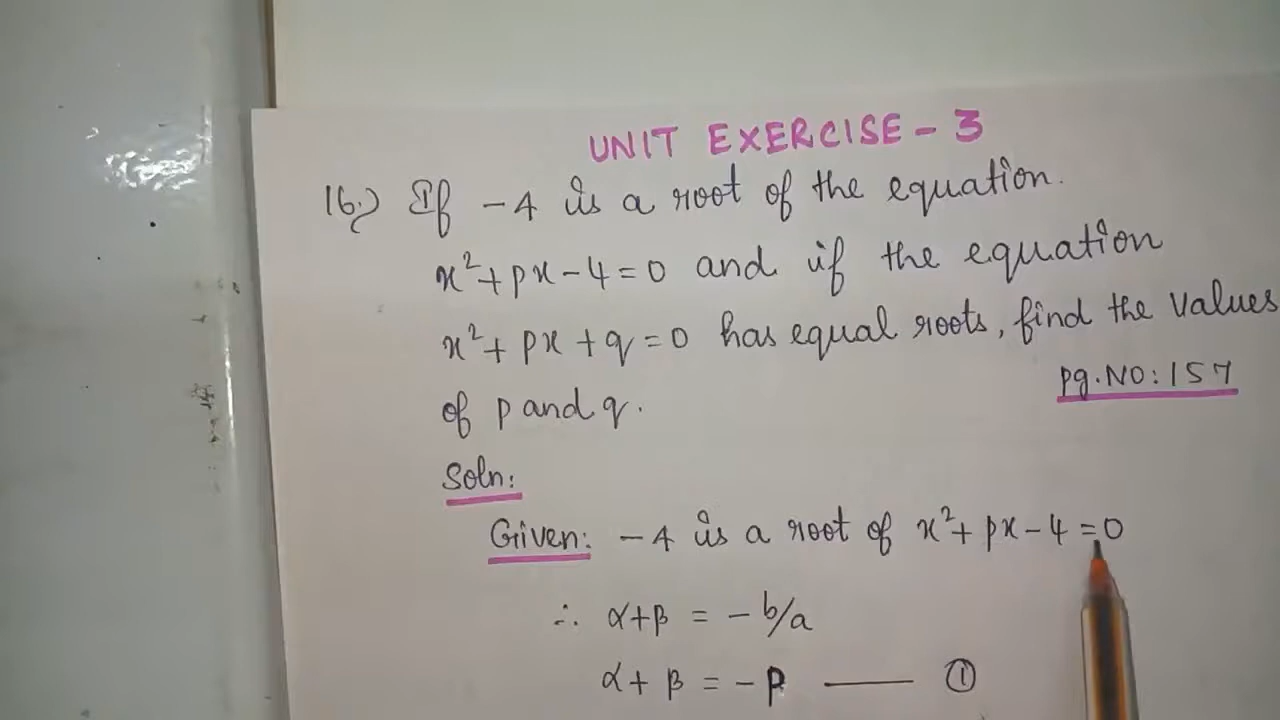 UNIT EXERCISE - 3
16.) If -4 is a root of the equation.
x²+px-4=0 and if the equation
x²+px+q=0 has equal roots, find the values
of p and q.
pg.NO:157
Soln:
Given: -4 is a root of x²+px-4=0
∴ α+β = -b/a
α+β = -p —— ①